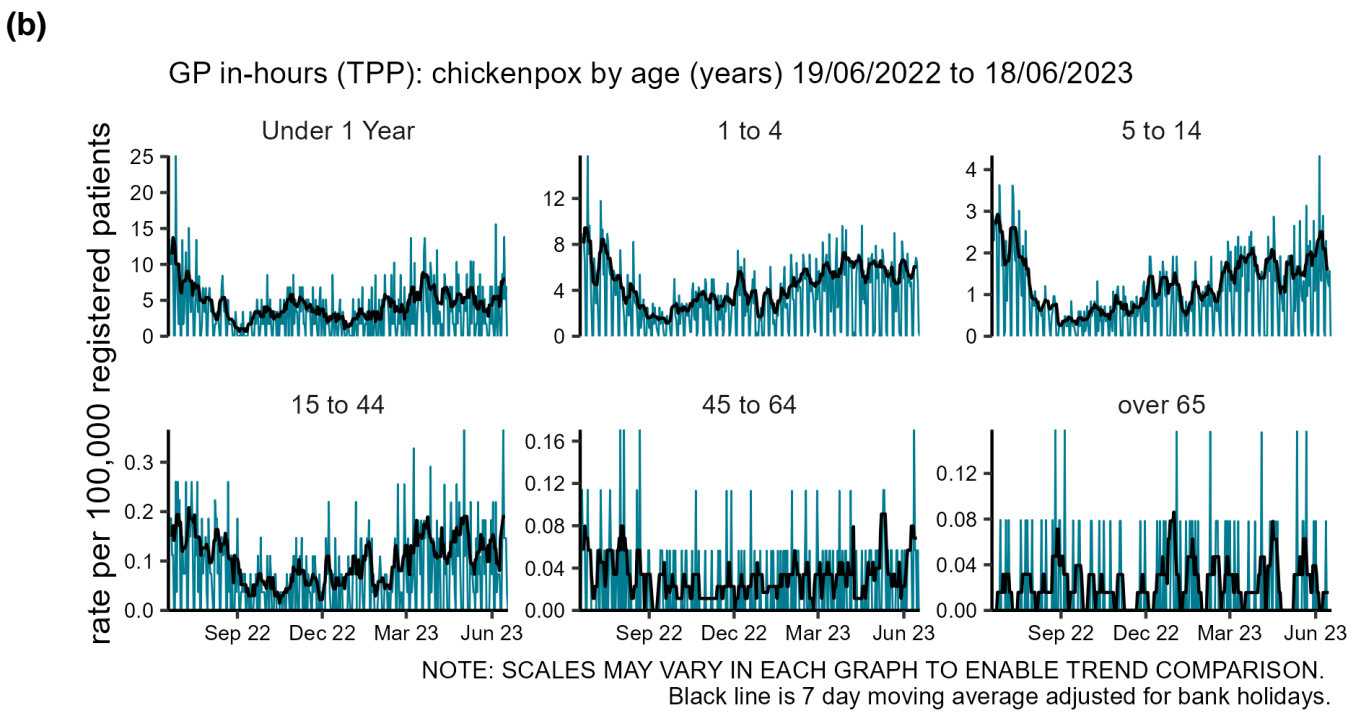 (b)
GP in-hours (TPP): chickenpox by age (years) 19/06/2022 to 18/06/2023
rate per 100,000 registered patients
Under 1 Year
25
20
15
10
5
0
1 to 4
12
8
4
0
5 to 14
4
3
2
1
0
15 to 44
0.3
0.2
0.1
0.0
Sep 22 Dec 22 Mar 23 Jun 23
45 to 64
0.16
0.12
0.08
0.04
0.00
Sep 22 Dec 22 Mar 23 Jun 23
over 65
0.12
0.08
0.04
0.00
Sep 22 Dec 22 Mar 23 Jun 23
NOTE: SCALES MAY VARY IN EACH GRAPH TO ENABLE TREND COMPARISON.
Black line is 7 day moving average adjusted for bank holidays.